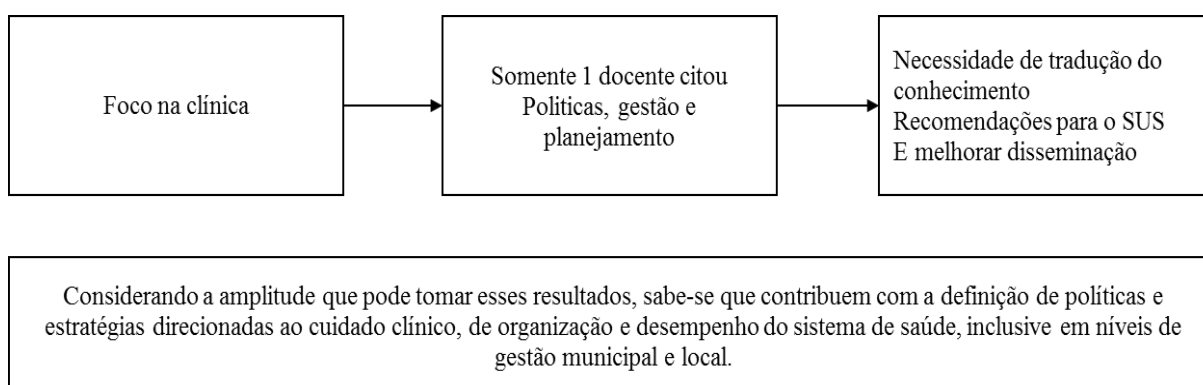 Foco na clínica
Somente 1 docente citou
Politicas, gestão e
planejamento
Necessidade de tradução do
conhecimento
Recomendações para o SUS
E melhorar disseminação
Considerando a amplitude que pode tomar esses resultados, sabe-se que contribuem com a definição de políticas e
estratégias direcionadas ao cuidado clínico, de organização e desempenho do sistema de saúde, inclusive em níveis de
gestão municipal e local.